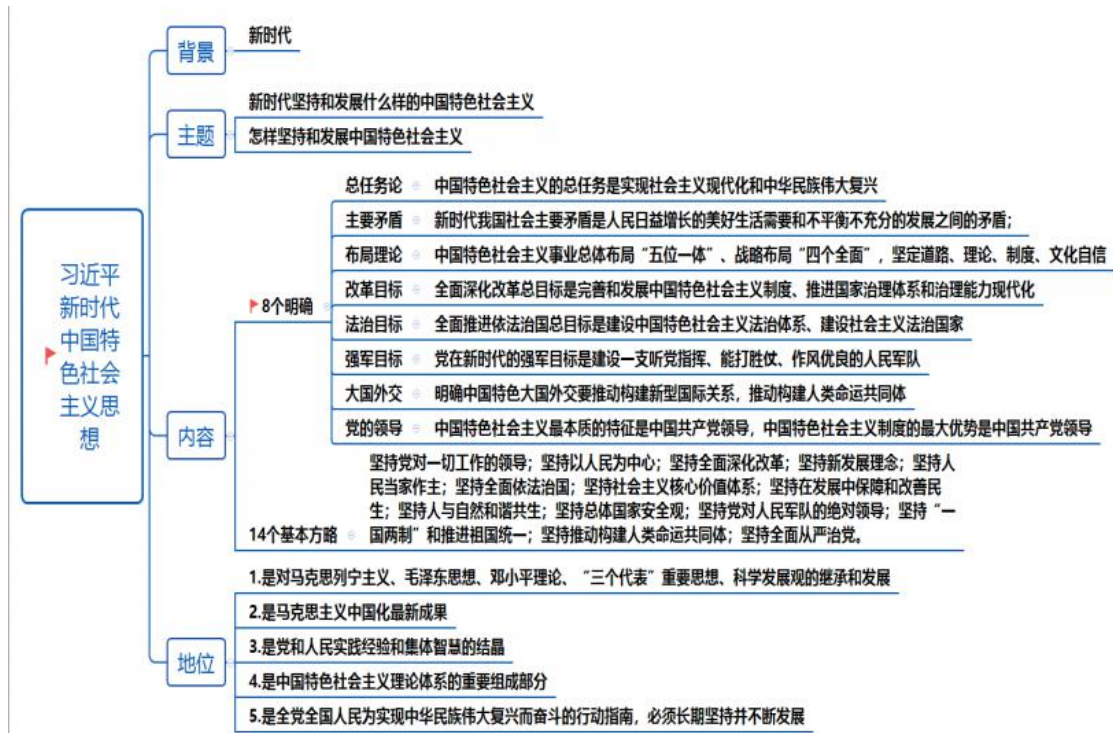 习近平
新时代
中国特
色社会
主义思
想
背景
新时代
主题
新时代坚持和发展什么样的中国特色社会主义
怎样坚持和发展中国特色社会主义
内容
8个明确
总任务论 中国特色社会主义的总任务是实现社会主义现代化和中华民族伟大复兴
主要矛盾 新时代我国社会主要矛盾是人民日益增长的美好生活需要和不平衡不充分的发展之间的矛盾；
布局理论 中国特色社会主义事业总体布局“五位一体”、战略布局“四个全面”，坚定道路、理论、制度、文化自信
改革目标 全面深化改革总目标是完善和发展中国特色社会主义制度、推进国家治理体系和治理能力现代化
法治目标 全面推进依法治国总目标是建设中国特色社会主义法治体系、建设社会主义法治国家
强军目标 党在新时代的强军目标是建设一支听党指挥、能打胜仗、作风优良的人民军队
大国外交 明确中国特色大国外交要推动构建新型国际关系，推动构建人类命运共同体
党的领导 中国特色社会主义最本质的特征是中国共产党领导，中国特色社会主义制度的最大优势是中国共产党领导
14个基本方略
坚持党对一切工作的领导；坚持以人民为中心；坚持全面深化改革；坚持新发展理念；坚持人
民当家作主；坚持全面依法治国；坚持社会主义核心价值体系；坚持在发展中保障和改善民
生；坚持人与自然和谐共生；坚持总体国家安全观；坚持党对人民军队的绝对领导；坚持“一
国两制”和推进祖国统一；坚持推动构建人类命运共同体；坚持全面从严治党。
地位
1.是对马克思列宁主义、毛泽东思想、邓小平理论、“三个代表”重要思想、科学发展观的继承和发展
2.是马克思主义中国化最新成果
3.是党和人民实践经验和集体智慧的结晶
4.是中国特色社会主义理论体系的重要组成部分
5.是全党全国人民为实现中华民族伟大复兴而奋斗的行动指南，必须长期坚持并不断发展